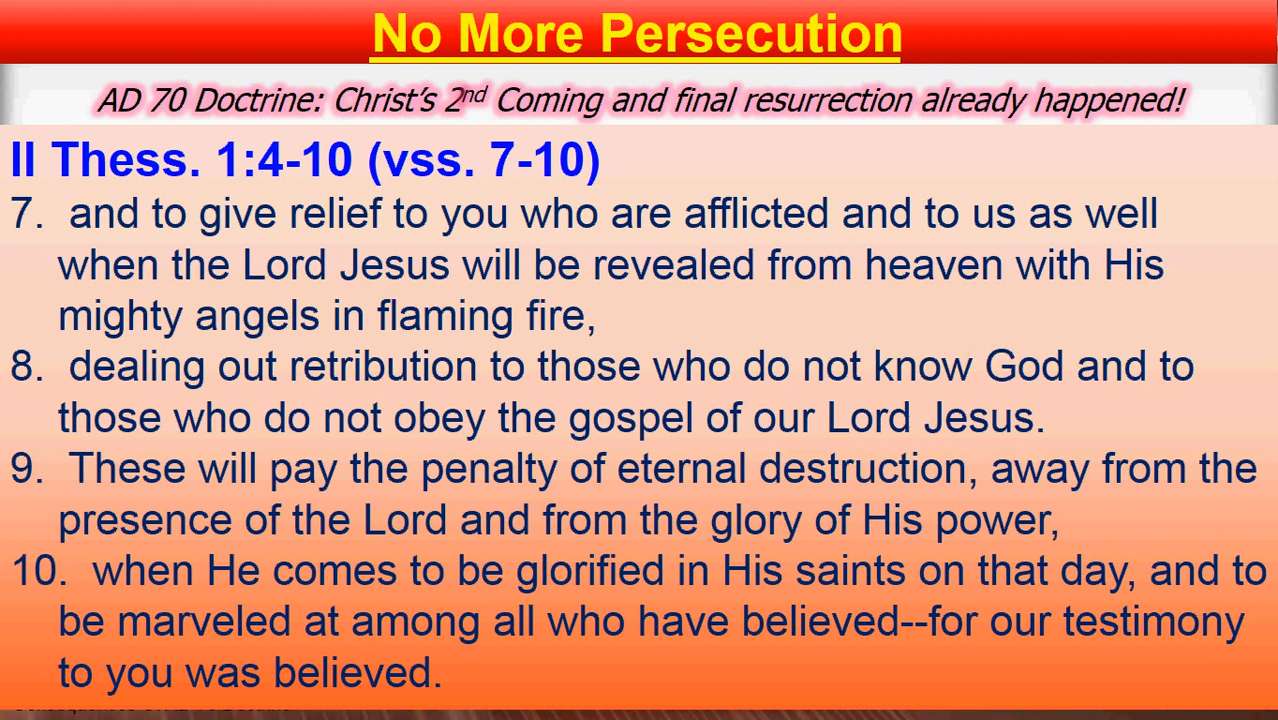 No More Persecution
AD 70 Doctrine: Christ's 2nd Coming and final resurrection already happened!
II Thess. 1:4-10 (vss. 7-10)
7. and to give relief to you who are afflicted and to us as well
when the Lord Jesus will be revealed from heaven with His
mighty angels in flaming fire,
8. dealing out retribution to those who do not know God and to
those who do not obey the gospel of our Lord Jesus.
9. These will pay the penalty of eternal destruction, away from the
presence of the Lord and from the glory of His power,
10. when He comes to be glorified in His saints on that day, and to
be marveled at among all who have believed--for our testimony
to you was believed.